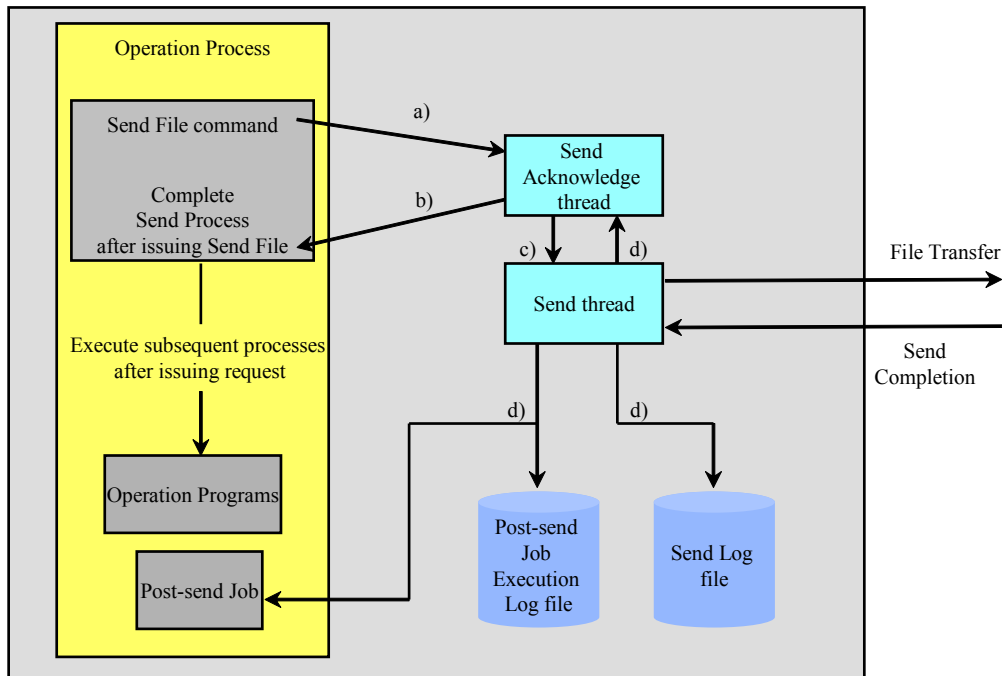 Operation Process
Send File command
a)
Send
Acknowledge
thread
Complete
Send Process
after issuing Send File
b)
c)
d)
File Transfer
Send thread
Send
Completion
Execute subsequent processes
after issuing request
d)
d)
Operation Programs
Post-send Job
Post-send
Job
Execution
Log file
Send Log
file